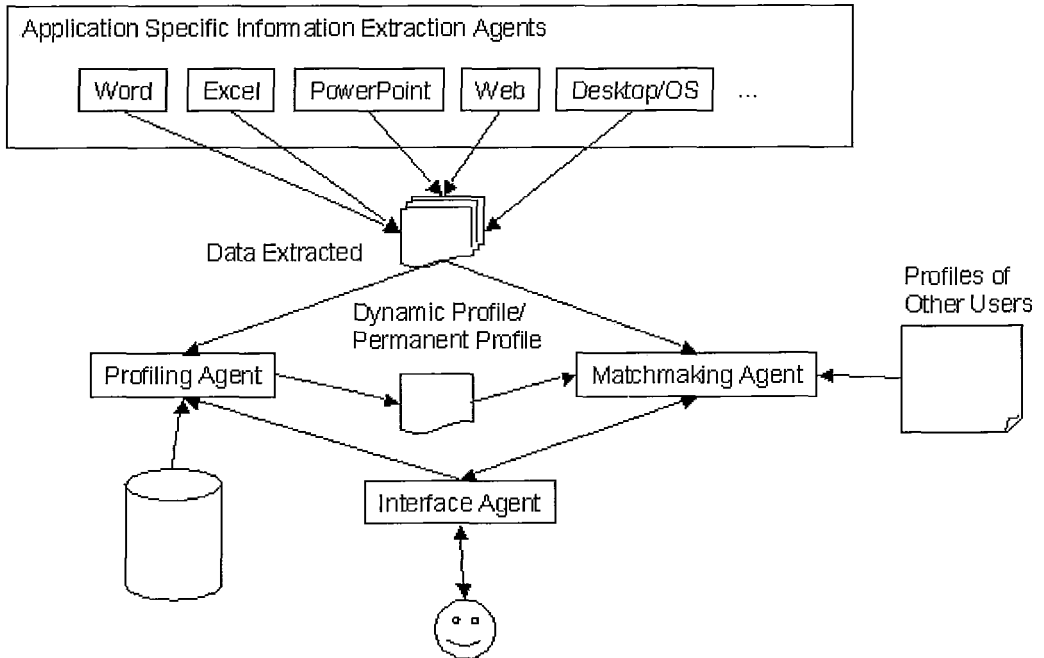 Application Specific Information Extraction Agents
Word
Excel
PowerPoint
Web
Desktop/OS
...
Data Extracted
Dynamic Profile/
Permanent Profile
Profiles of
Other Users
Profiling Agent
Matchmaking Agent
Interface Agent